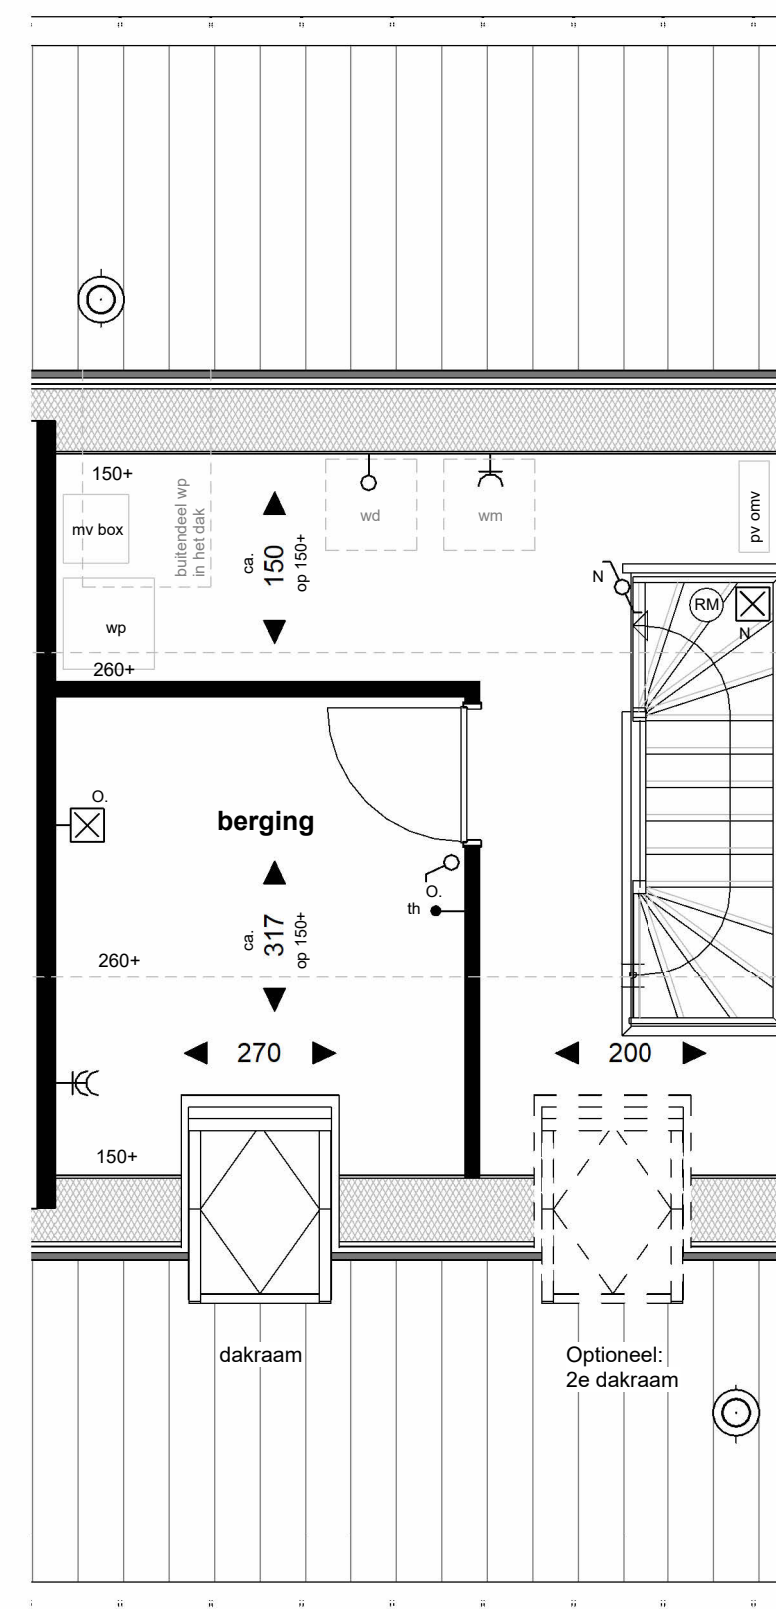 150+
mv box
buitendeel wp
in het dak
ca.
150
op 150+
wd
wm
pv omv
wp
260+
N
RM
N
O.
berging
O.
th
ca.
317
op 150+
260+
270
200
150+
dakraam
Optioneel:
2e dakraam